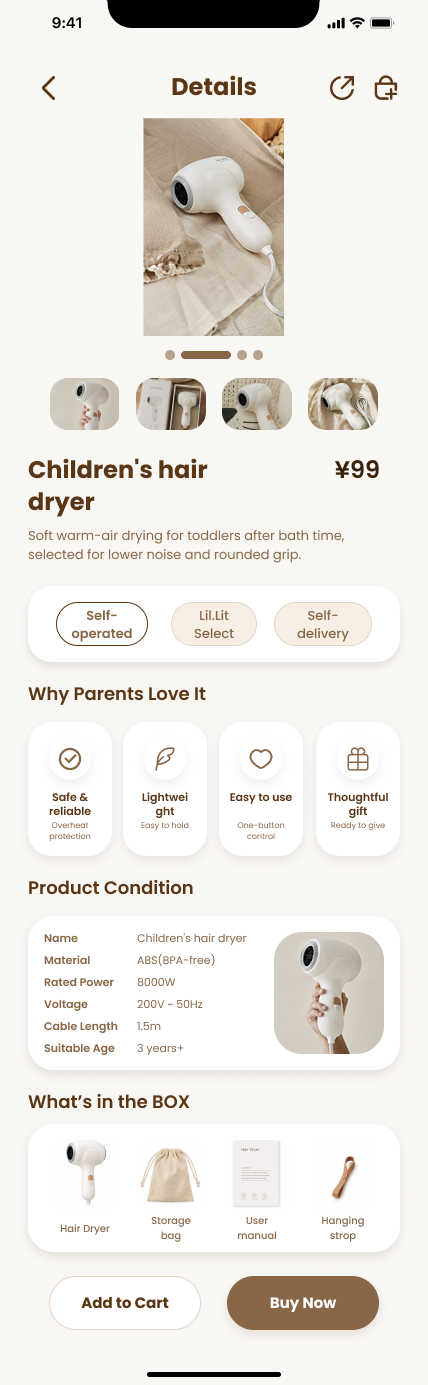 9:41
Details
Children's hair
dryer
¥99
Soft warm-air drying for toddlers after bath time,
selected for lower noise and rounded grip.
Self-
operated
Lil.Lit
Select
Self-
delivery
Why Parents Love It
Safe &
reliable
Overheat
protection
Lightwei
ght
Easy to hold
Easy to use
One-button
control
Thoughtful
gift
Ready to give
Product Condition
Name Children's hair dryer
Material ABS(BPA-free)
Rated Power 8000W
Voltage 200V ~ 50Hz
Cable Length 1.5m
Suitable Age 3 years+
What's in the BOX
Hair Dryer
Hair Dryer
Storage
bag
User
manual
Hanging
strop
Add to Cart
Buy Now